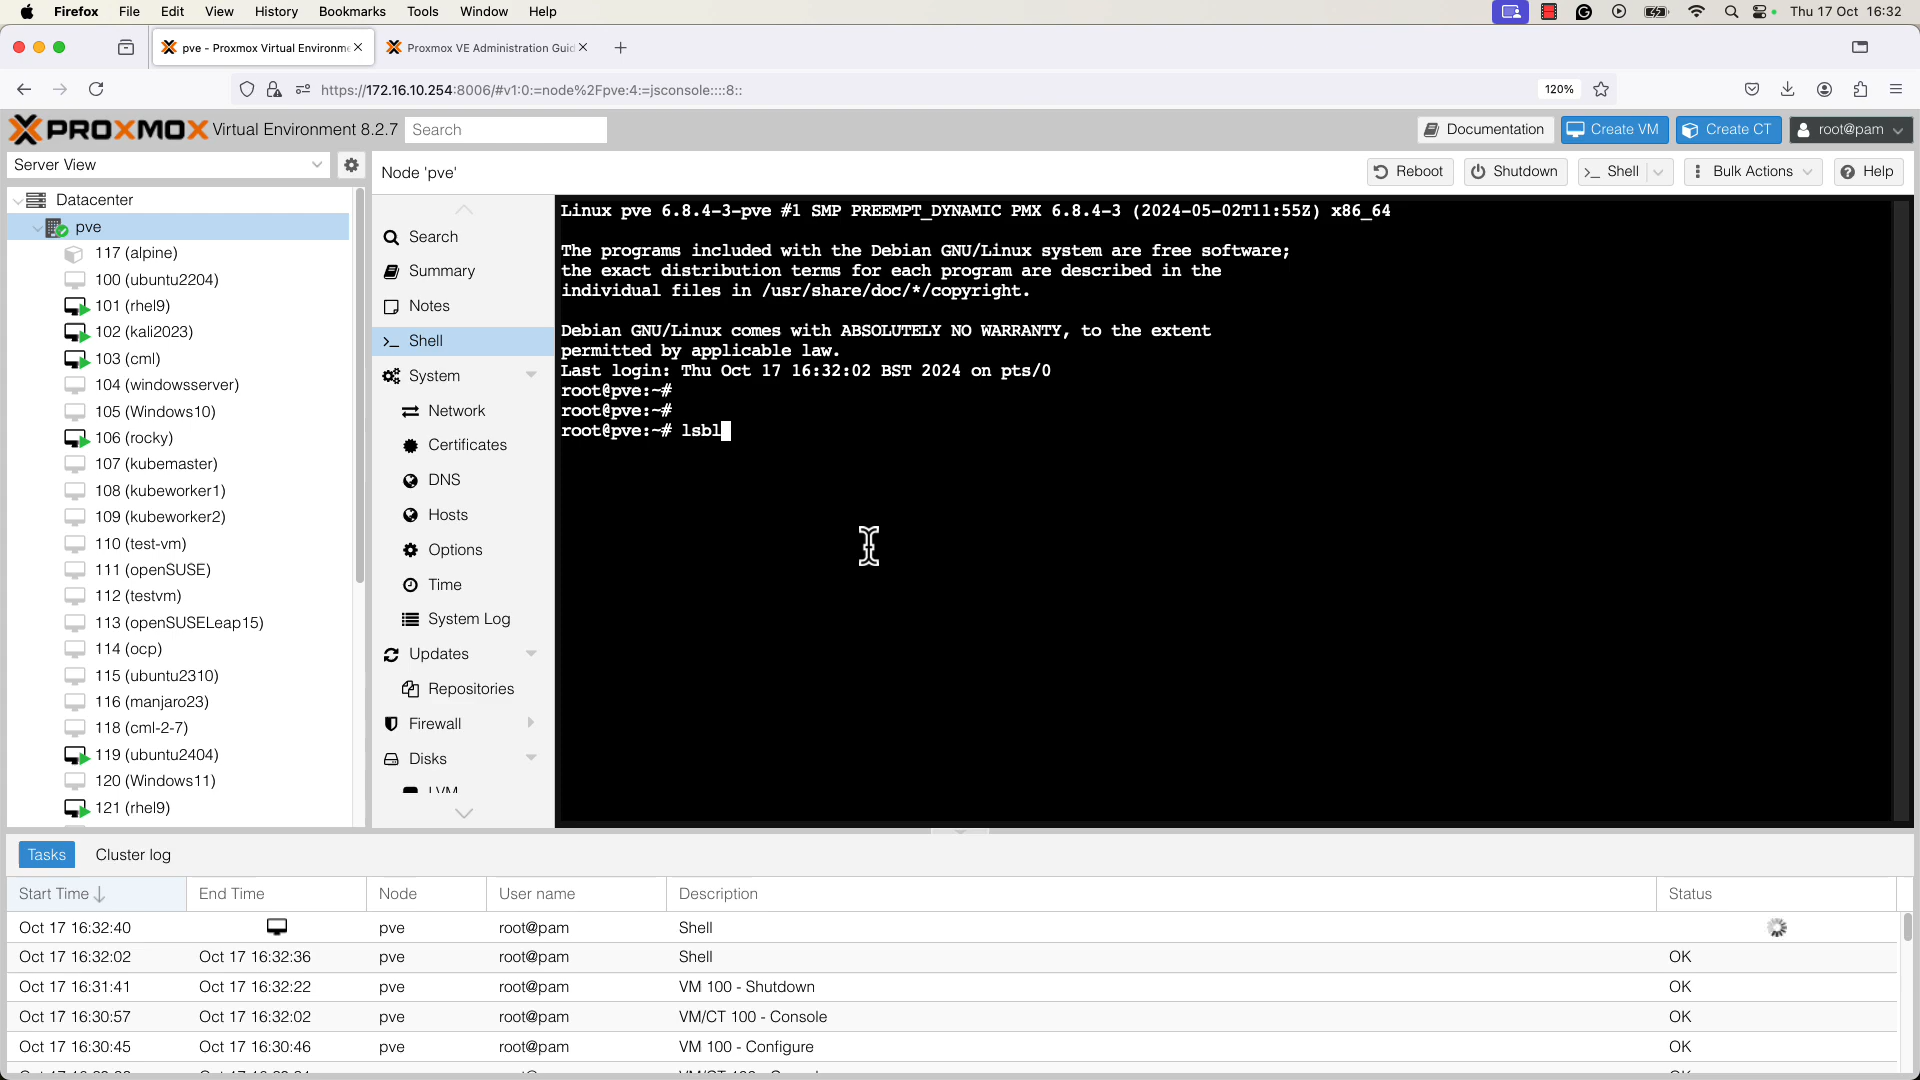 Firefox File Edit View History Bookmarks Tools Window Help Thu 17 Oct 16:32
pve - Proxmox Virtual Environme
Proxmox VE Administration Guid
https://172.16.10.254:8006/#v1:0:=node%2Fpve:4:=jsconsole::::8::
120%
PROXMOX Virtual Environment 8.2.7 Search
Documentation Create VM Create CT root@pam
Server View
Node 'pve'
Reboot Shutdown >_ Shell Bulk Actions Help
Datacenter
pve
117 (alpine)
100 (ubuntu2204)
101 (rhel9)
102 (kali2023)
103 (cml)
104 (windowsserver)
105 (Windows10)
106 (rocky)
107 (kubemaster)
108 (kubeworker1)
109 (kubeworker2)
110 (test-vm)
111 (openSUSE)
112 (testvm)
113 (openSUSELeap15)
114 (ocp)
115 (ubuntu2310)
116 (manjaro23)
118 (cml-2-7)
119 (ubuntu2404)
120 (Windows11)
121 (rhel9)
Search
Summary
Notes
>_ Shell
System
Network
Certificates
DNS
Hosts
Options
Time
System Log
Updates
Repositories
Firewall
Disks
LVM
Linux pve 6.8.4-3-pve #1 SMP PREEMPT_DYNAMIC PMX 6.8.4-3 (2024-05-02T11:55Z) x86_64
The programs included with the Debian GNU/Linux system are free software;
the exact distribution terms for each program are described in the
individual files in /usr/share/doc/*/copyright.
Debian GNU/Linux comes with ABSOLUTELY NO WARRANTY, to the extent
permitted by applicable law.
Last login: Thu Oct 17 16:32:02 BST 2024 on pts/0
root@pve:~#
root@pve:~#
root@pve:~# lsbl
Tasks Cluster log
Start Time End Time Node User name Description Status
Oct 17 16:32:40 pve root@pam Shell
Oct 17 16:32:02 Oct 17 16:32:36 pve root@pam Shell OK
Oct 17 16:31:41 Oct 17 16:32:22 pve root@pam VM 100 - Shutdown OK
Oct 17 16:30:57 Oct 17 16:32:02 pve root@pam VM/CT 100 - Console OK
Oct 17 16:30:45 Oct 17 16:30:46 pve root@pam VM 100 - Configure OK